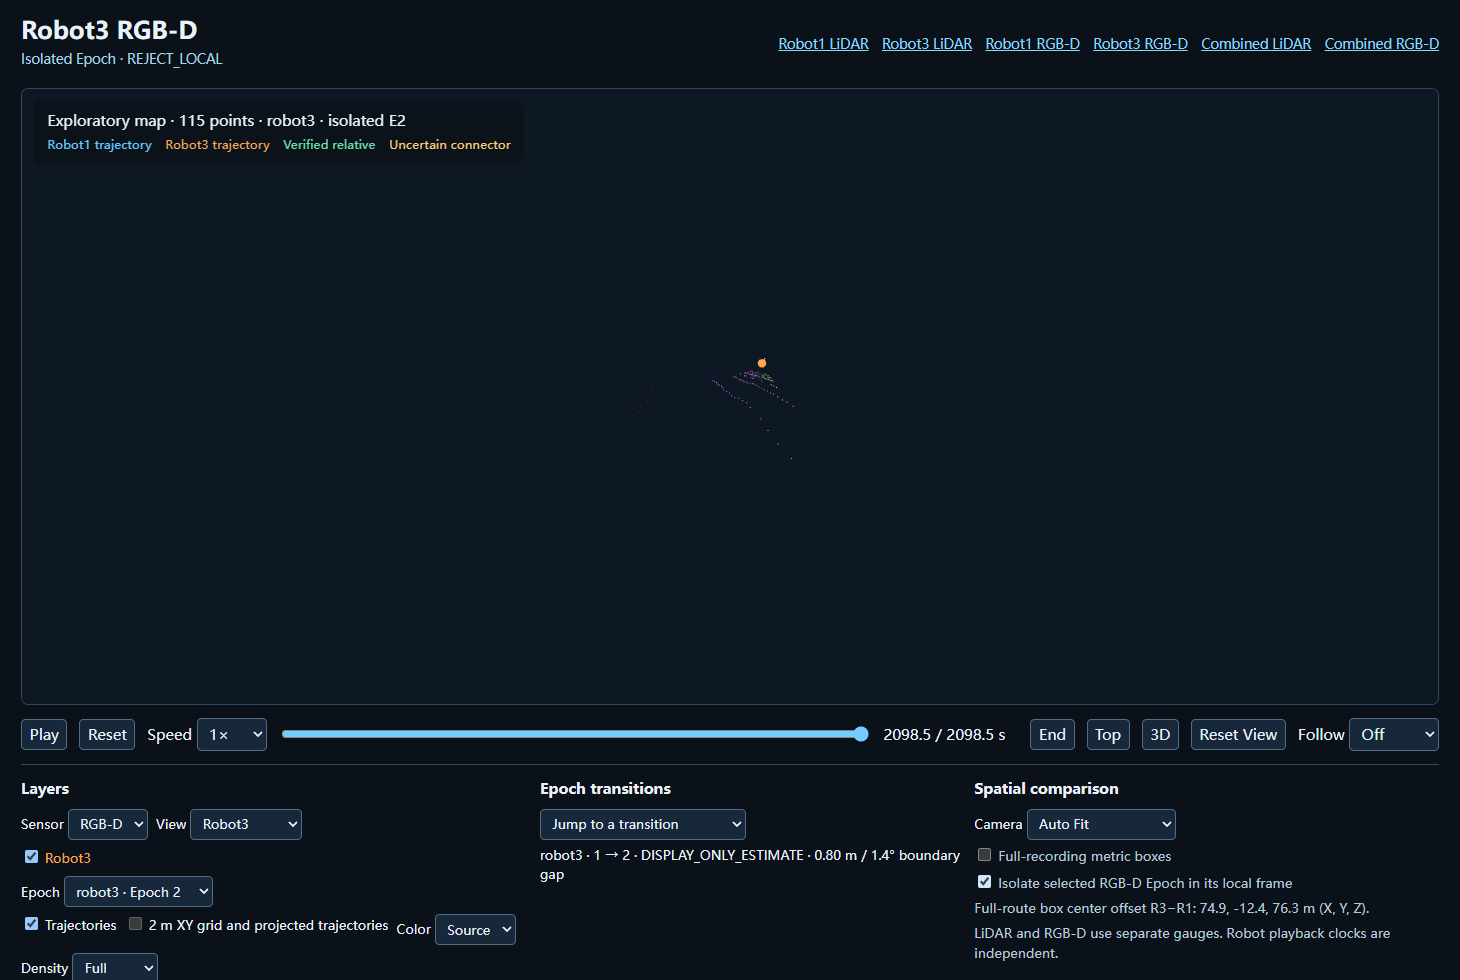 Robot3 RGB-D
Isolated Epoch · REJECT_LOCAL
Robot1 LiDAR Robot3 LiDAR Robot1 RGB-D Robot3 RGB-D Combined LiDAR Combined RGB-D
Exploratory map · 115 points · robot3 · isolated E2
Robot1 trajectory Robot3 trajectory Verified relative Uncertain connector
Play Reset Speed 1× 2098.5 / 2098.5 s End Top 3D Reset View Follow Off
Layers
Sensor RGB-D View Robot3
Robot3
Epoch robot3 · Epoch 2
Trajectories 2 m XY grid and projected trajectories Color Source
Density Full
Epoch transitions
Jump to a transition
robot3 · 1 → 2 · DISPLAY_ONLY_ESTIMATE · 0.80 m / 1.4° boundary
gap
Spatial comparison
Camera Auto Fit
Full-recording metric boxes
Isolate selected RGB-D Epoch in its local frame
Full-route box center offset R3−R1: 74.9, -12.4, 76.3 m (X, Y, Z).
LiDAR and RGB-D use separate gauges. Robot playback clocks are
independent.